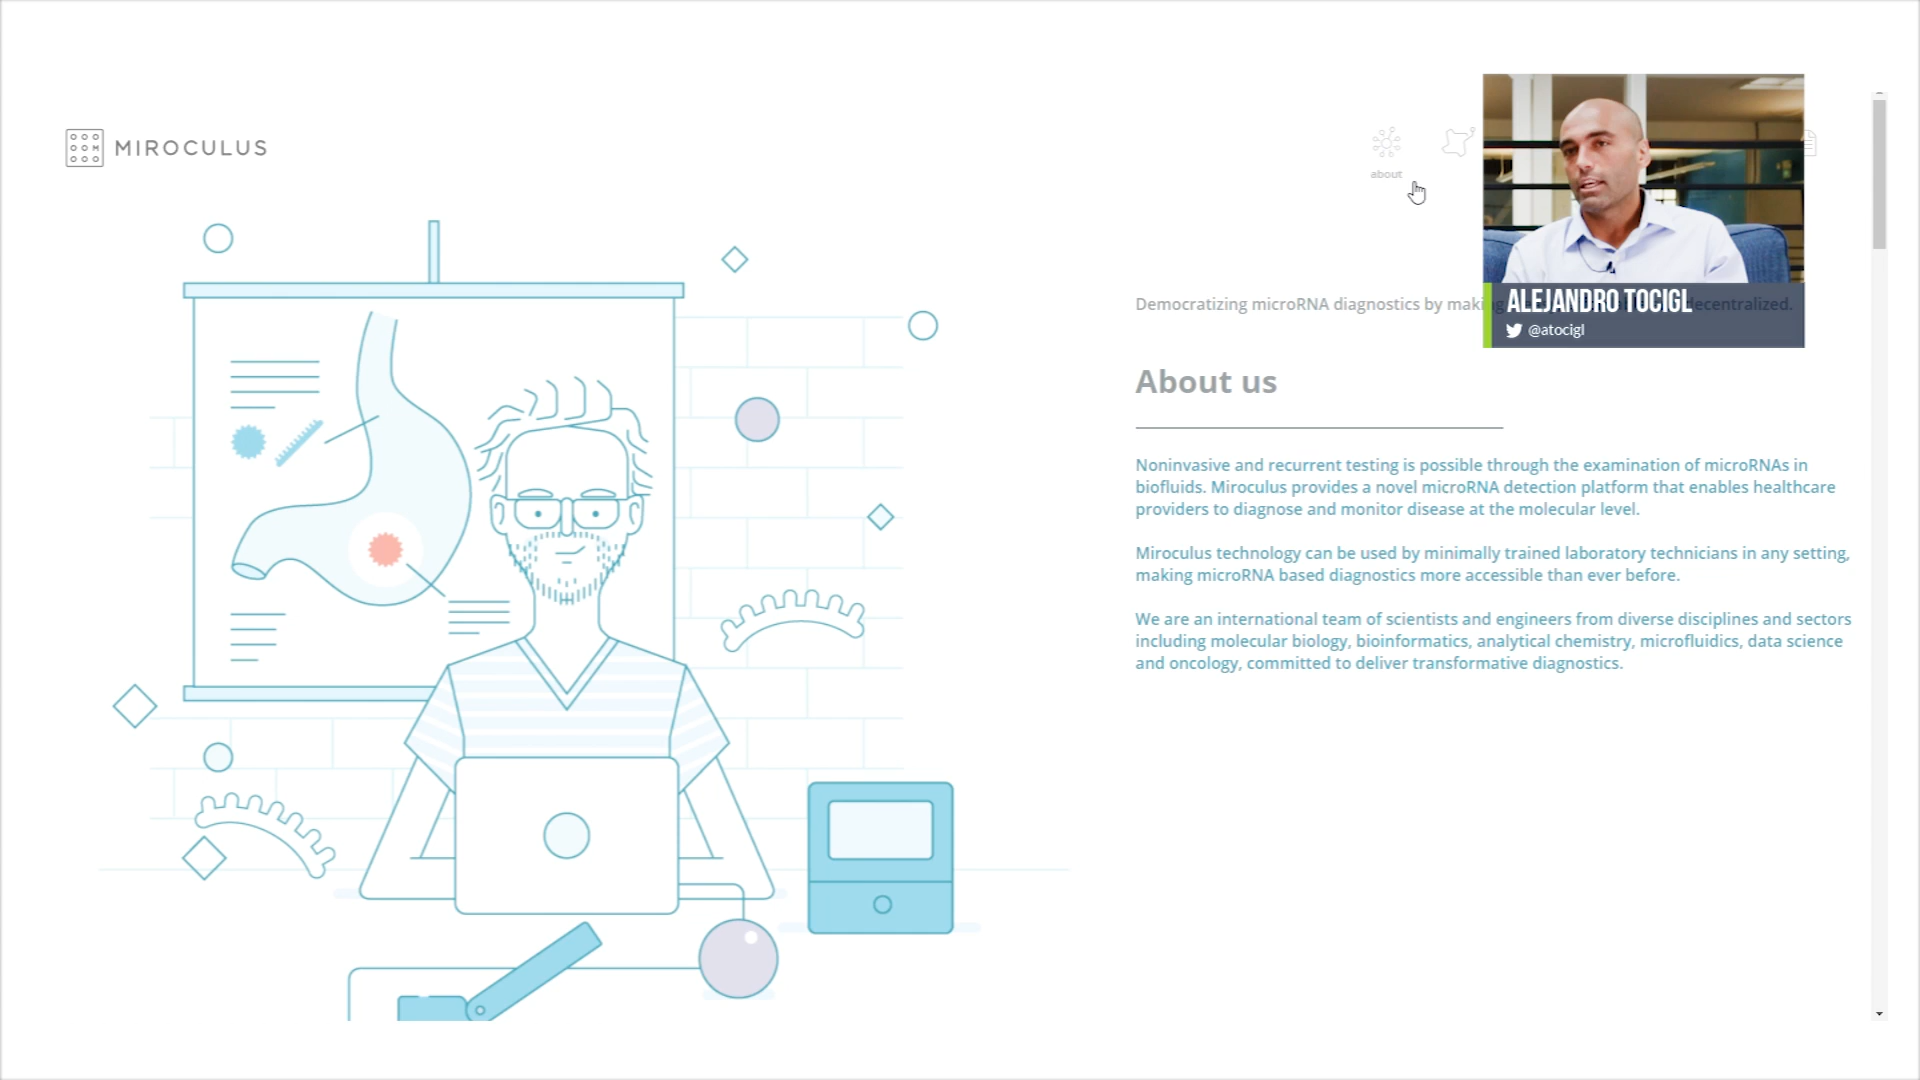 MIROCULUS
about
Democratizing microRNA diagnostics by maki decentralized.
ALEJANDRO TOCIGL
@atocigl
About us
Noninvasive and recurrent testing is possible through the examination of microRNAs in
biofluids. Miroculus provides a novel microRNA detection platform that enables healthcare
providers to diagnose and monitor disease at the molecular level.
Miroculus technology can be used by minimally trained laboratory technicians in any setting,
making microRNA based diagnostics more accessible than ever before.
We are an international team of scientists and engineers from diverse disciplines and sectors
including molecular biology, bioinformatics, analytical chemistry, microfluidics, data science
and oncology, committed to deliver transformative diagnostics.